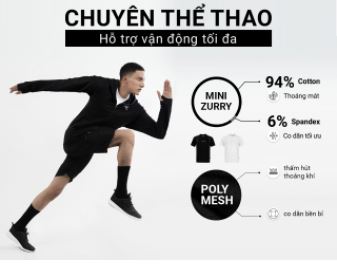 CHUYÊN THỂ THAO
Hỗ trợ vận động tối đa
MINI
ZURRY
94% Cotton
Thoáng mát
6% Spandex
Co dãn tối ưu
POLY
MESH
thấm hút
thoáng khí
co dãn bền bỉ